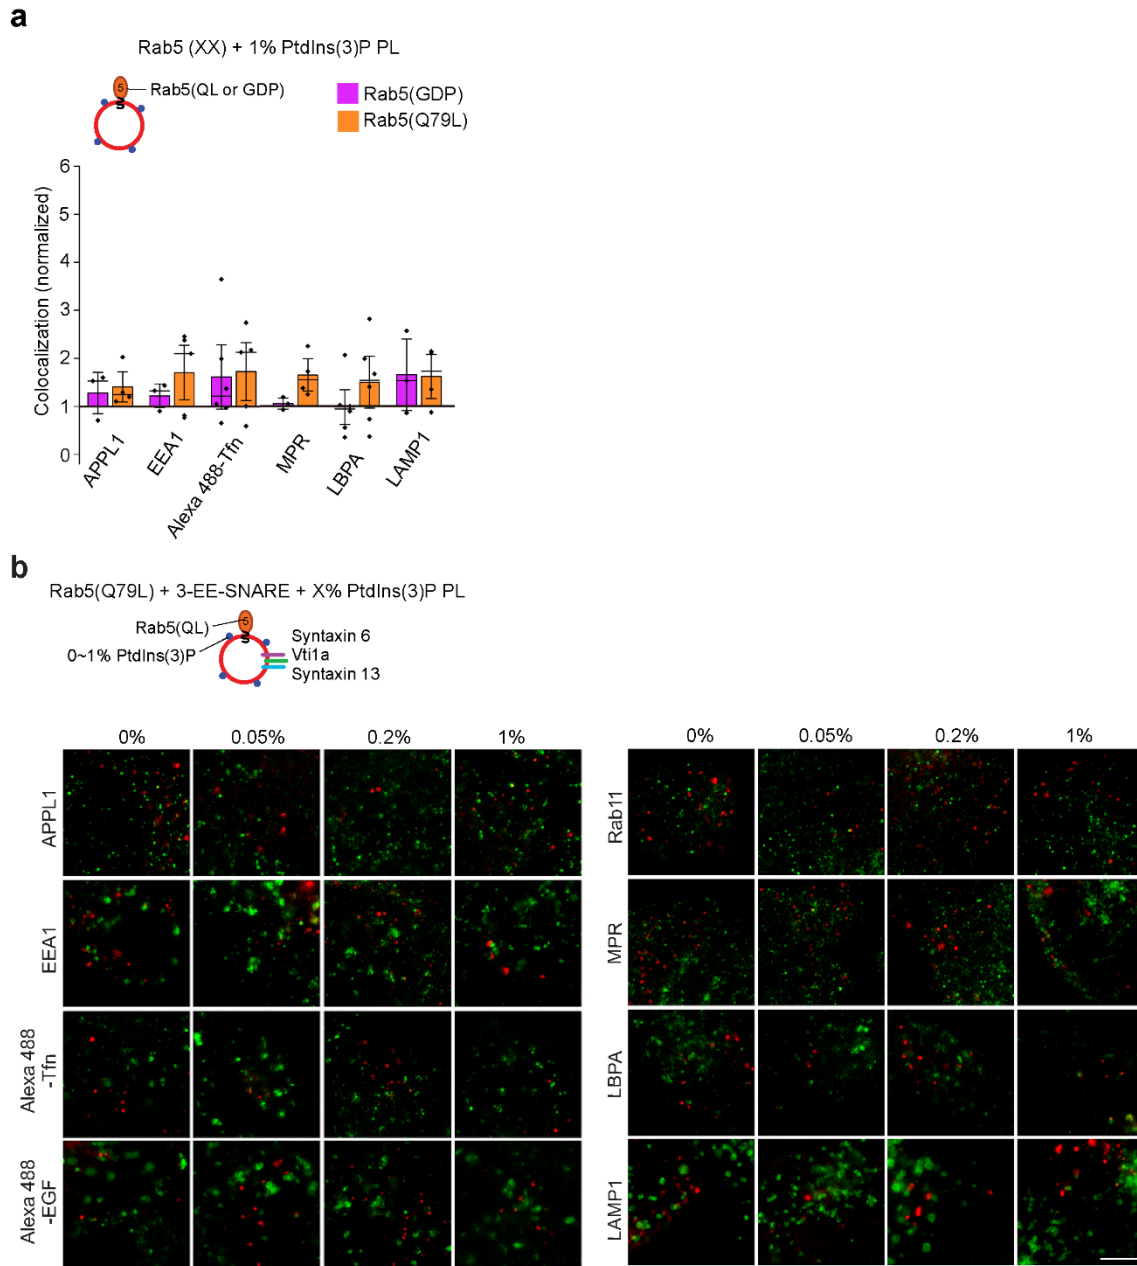 a
Rab5 (XX) + 1% PtdIns(3)P PL
5
Rab5(QL or GDP)
Rab5(GDP)
Rab5(Q79L)
Colocalization (normalized)
6
5
4
3
2
1
0
APPL1
EEA1
Alexa 488-Tfn
MPR
LBPA
LAMP1
b
Rab5(Q79L) + 3-EE-SNARE + X% PtdIns(3)P PL
Rab5(QL)
5
0~1% PtdIns(3)P
Syntaxin 6
Vti1a
Syntaxin 13
0% 0.05% 0.2% 1%
APPL1
EEA1
Alexa 488
-Tfn
Alexa 488
-EGF
0% 0.05% 0.2% 1%
Rab11
MPR
LBPA
LAMP1